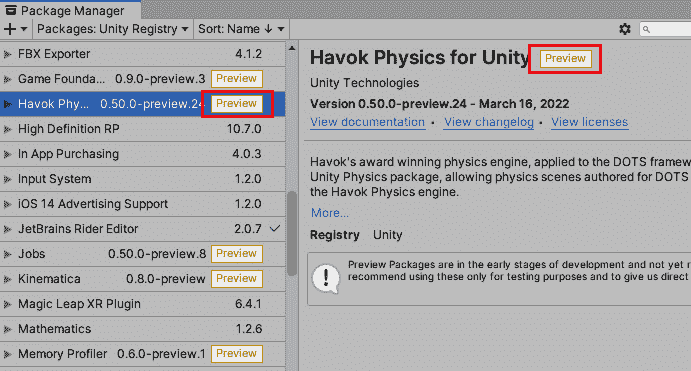 Package Manager
+ Packages: Unity Registry Sort: Name ↓
FBX Exporter 4.1.2
Game Founda... 0.9.0-preview.3 Preview
Havok Phy... 0.50.0-preview.24 Preview
High Definition RP 10.7.0
In App Purchasing 4.0.3
Input System 1.2.0
iOS 14 Advertising Support 1.2.0
JetBrains Rider Editor 2.0.7
Jobs 0.50.0-preview.8 Preview
Kinematica 0.8.0-preview Preview
Magic Leap XR Plugin 6.4.1
Mathematics 1.2.6
Memory Profiler 0.6.0-preview.1 Preview
Havok Physics for Unity Preview
Unity Technologies
Version 0.50.0-preview.24 - March 16, 2022
View documentation • View changelog • View licenses
Havok's award winning physics engine, applied to the DOTS framew
Unity Physics package, allowing physics scenes authored for DOTS
the Havok Physics engine.
More...
Registry Unity
Preview Packages are in the early stages of development and not yet r
recommend using these only for testing purposes and to give us direct